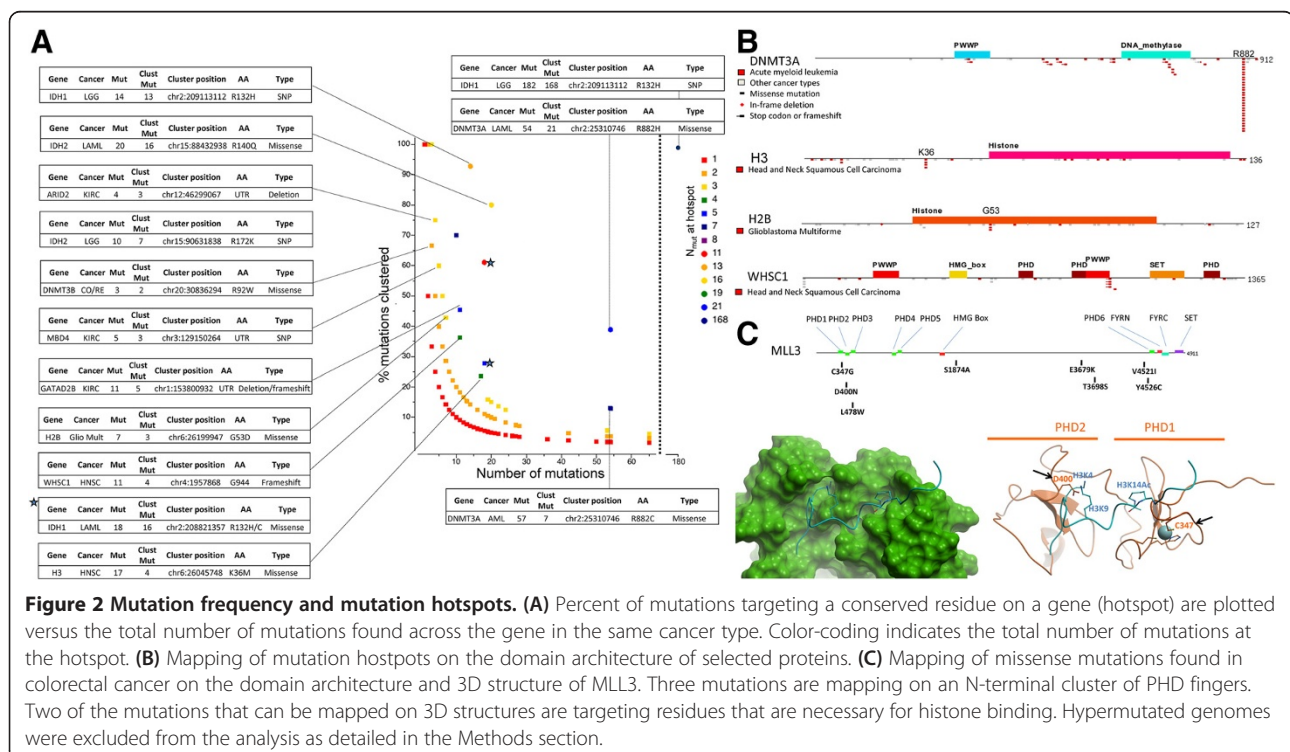 A
Gene Cancer Mut Clust Mut Cluster position AA Type
IDH1 LGG 14 13 chr2:209113112 R132H SNP
Gene Cancer Mut Clust Mut Cluster position AA Type
IDH2 LAML 20 16 chr15:88432938 R140Q Missense
Gene Cancer Mut Clust Mut Cluster position AA Type
ARID2 KIRC 4 3 chr12:46299067 UTR Deletion
Gene Cancer Mut Clust Mut Cluster position AA Type
IDH2 LGG 10 7 chr15:90631838 R172K SNP
Gene Cancer Mut Clust Mut Cluster position AA Type
DNMT3B CO/RE 3 2 chr20:30836294 R92W Missense
Gene Cancer Mut Clust Mut Cluster position AA Type
MBD4 KIRC 5 3 chr3:129150264 UTR SNP
Gene Cancer Mut Clust Mut Cluster position AA Type
GATAD2B KIRC 11 5 chr1:153800932 UTR Deletion/frameshift
Gene Cancer Mut Clust Mut Cluster position AA Type
H2B Glio Mult 7 3 chr6:26199947 G53D Missense
Gene Cancer Mut Clust Mut Cluster position AA Type
WHSC1 HNSC 11 4 chr4:1957868 G944 Frameshift
Gene Cancer Mut Clust Mut Cluster position AA Type
IDH1 LAML 18 16 chr2:208821357 R132H/C Missense
Gene Cancer Mut Clust Mut Cluster position AA Type
H3 HNSC 17 4 chr6:26045748 K36M Missense
Gene Cancer Mut Clust Mut Cluster position AA Type
IDH1 LGG 182 168 chr2:209113112 R132H SNP
Gene Cancer Mut Clust Mut Cluster position AA Type
DNMT3A LAML 54 21 chr2:25310746 R882H Missense
% mutations clustered
100
90
80
70
60
50
40
30
20
10
10 20 30 40 50 60 180
Number of mutations
N mut at hotspot
1
2
3
4
5
7
8
11
13
16
19
21
168
Gene Cancer Mut Clust Mut Cluster position AA Type
DNMT3A AML 57 7 chr2:25310746 R882C Missense
B
PWWP DNA_methylase R882
DNMT3A 912
Acute myeloid leukemia
Other cancer types
Missense mutation
In-frame deletion
Stop codon or frameshift
K36 Histone
H3 136
Head and Neck Squamous Cell Carcinoma
Histone G53
H2B 127
Glioblastoma Multiforme
PWWP HMG_box PHD PHD PWWP SET PHD
WHSC1 1365
Head and Neck Squamous Cell Carcinoma
C
PHD1 PHD2 PHD3 PHD4 PHD5 HMG Box PHD6 FYRN FYRC SET
MLL3 4911
C347G S1874A E3679K V4521I
D400N T3698S Y4526C
L478W
PHD2 PHD1
D400 H3K4 H3K14Ac
H3K9 C347
Figure 2 Mutation frequency and mutation hotspots. (A) Percent of mutations targeting a conserved residue on a gene (hotspot) are plotted
versus the total number of mutations found across the gene in the same cancer type. Color-coding indicates the total number of mutations at
the hotspot. (B) Mapping of mutation hostpots on the domain architecture of selected proteins. (C) Mapping of missense mutations found in
colorectal cancer on the domain architecture and 3D structure of MLL3. Three mutations are mapping on an N-terminal cluster of PHD fingers.
Two of the mutations that can be mapped on 3D structures are targeting residues that are necessary for histone binding. Hypermutated genomes
were excluded from the analysis as detailed in the Methods section.